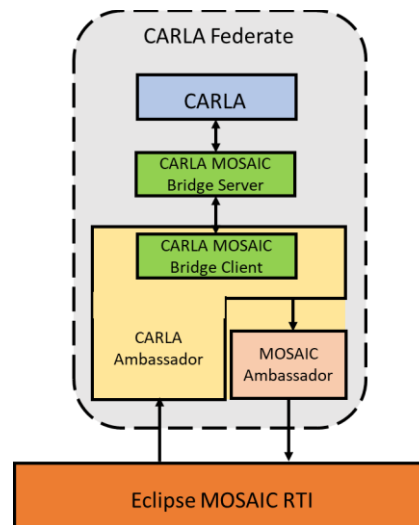 CARLA Federate
CARLA
CARLA MOSAIC
Bridge Server
CARLA MOSAIC
Bridge Client
CARLA
Ambassador
MOSAIC
Ambassador
Eclipse MOSAIC RTI